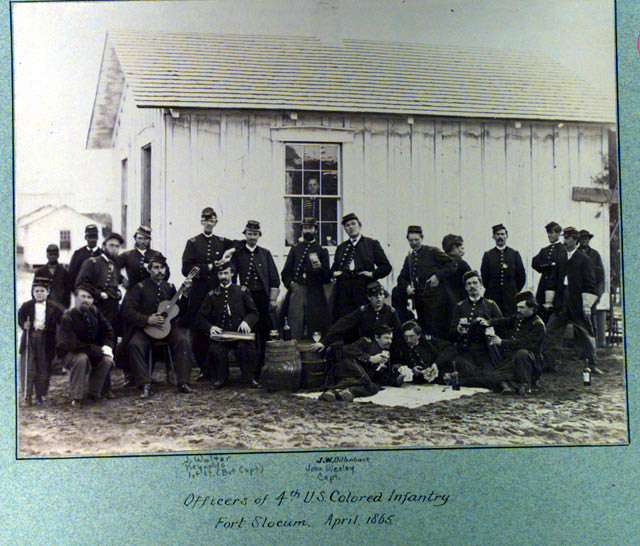 J. Walter
Reynolds
1st Lt. (Bvt. Capt.)
J.W. Dillenback
John Wesley
Capt.
Officers of 4th U.S. Colored Infantry
Fort Slocum, April, 1865